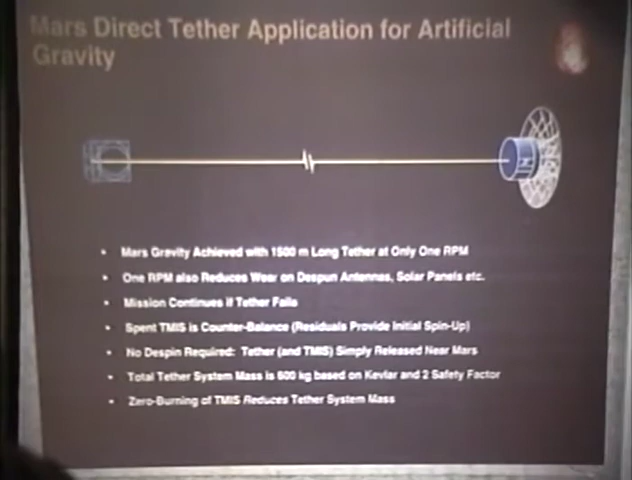 Mars Direct Tether Application for Artificial
Gravity
• Mars Gravity Achieved with 1500 m Long Tether at Only One RPM
• One RPM also Reduces Wear on Despun Antennas, Solar Panels etc.
• Mission Continues if Tether Fails
• Spent TMIS is Counter-Balance (Residuals Provide Initial Spin-Up)
• No Despin Required: Tether (and TMIS) Simply Released Near Mars
• Total Tether System Mass is 600 kg based on Kevlar and 2 Safety Factor
• Zero-Burning of TMIS Reduces Tether System Mass